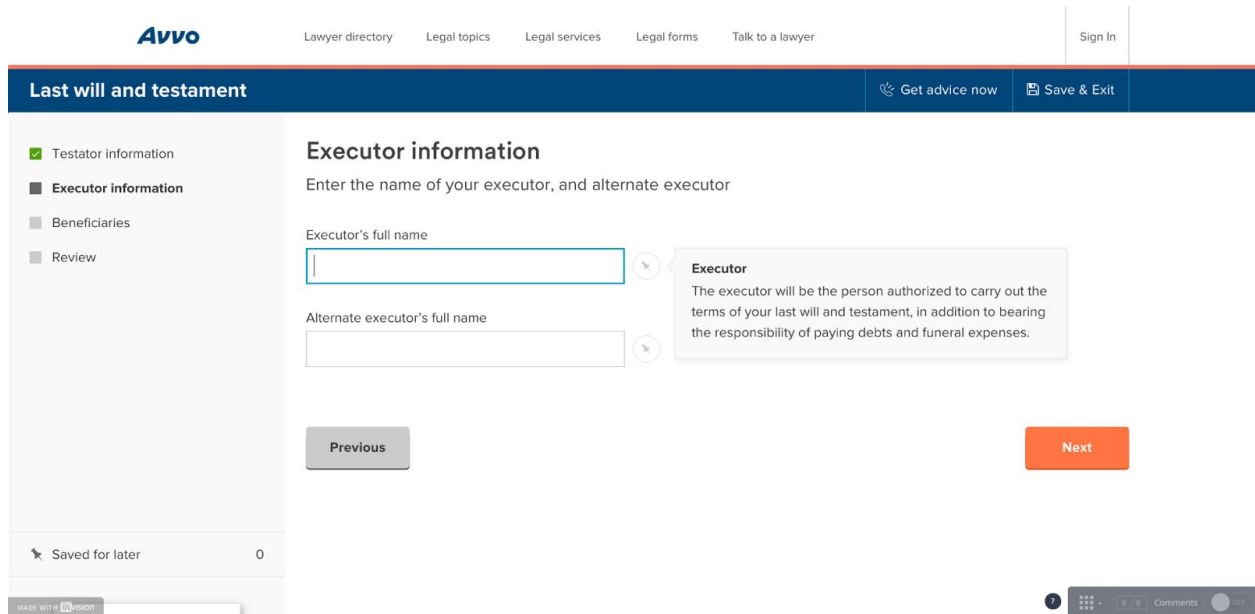 Avvo
Lawyer directory Legal topics Legal services Legal forms Talk to a lawyer Sign In
Last will and testament Get advice now Save & Exit
Testator information
Executor information
Beneficiaries
Review
Executor information
Enter the name of your executor, and alternate executor
Executor's full name
Executor
The executor will be the person authorized to carry out the
terms of your last will and testament, in addition to bearing
the responsibility of paying debts and funeral expenses.
Alternate executor's full name
Previous Next
Saved for later 0
MADE WITH invision
? 0 / 0 Comments OFF